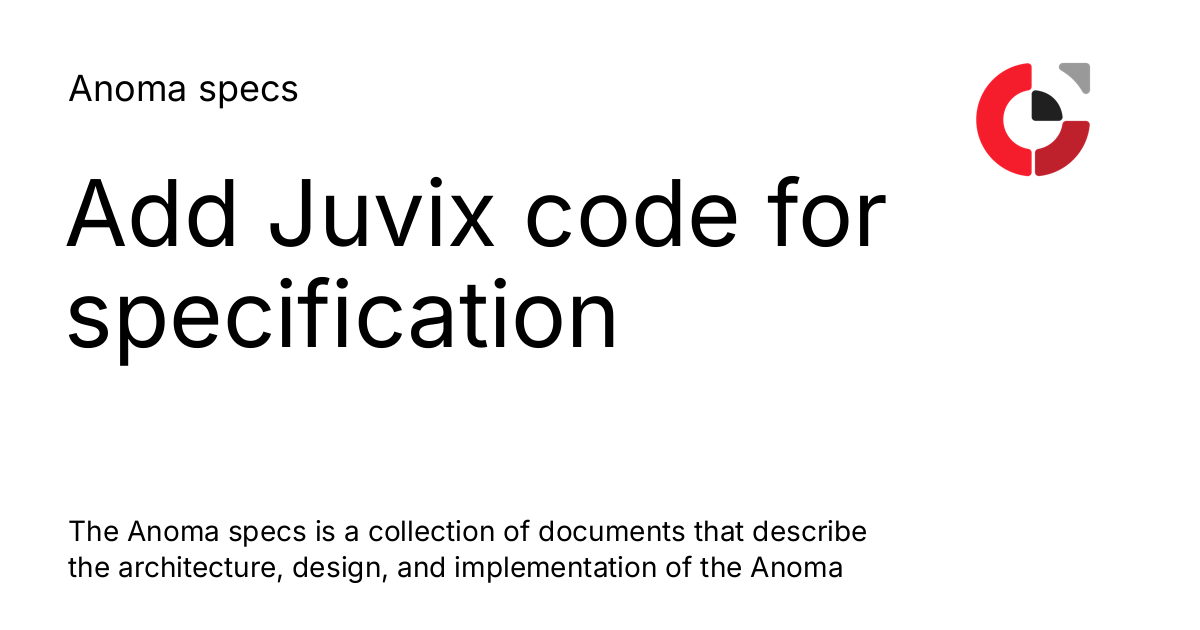 Anoma specs
Add Juvix code for
specification
The Anoma specs is a collection of documents that describe
the architecture, design, and implementation of the Anoma